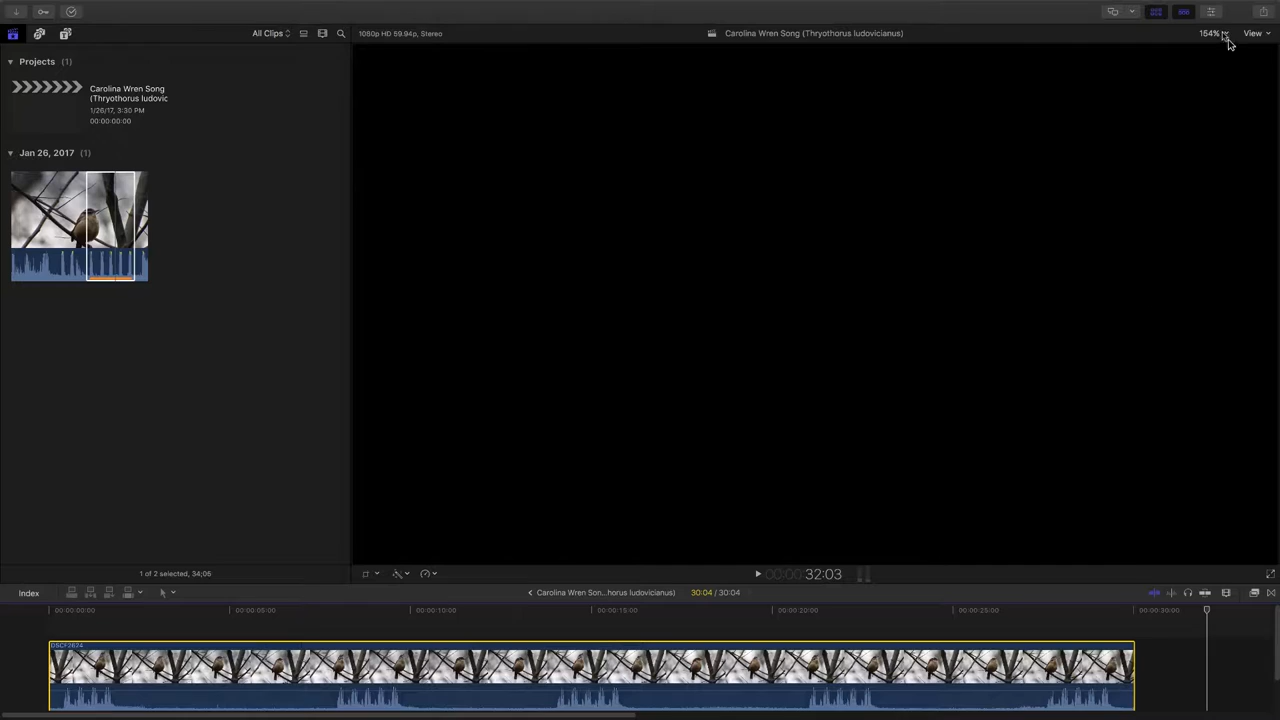 All Clips
1080p HD 59.94p, Stereo
Carolina Wren Song (Thryothorus ludovicianus)
154%
View
Projects (1)
Carolina Wren Song
(Thryothorus ludovic
1/26/17, 3:30 PM
00:00:00:00
Jan 26, 2017 (1)
1 of 2 selected, 34;05
00:00:00 32:03
Index
Carolina Wren Son...horus ludovicianus)
30:04 / 30:04
00:00:00:00
00:00:05:00
00:00:10:00
00:00:15:00
00:00:20:00
00:00:25:00
00:00:30:00
DSCF2624